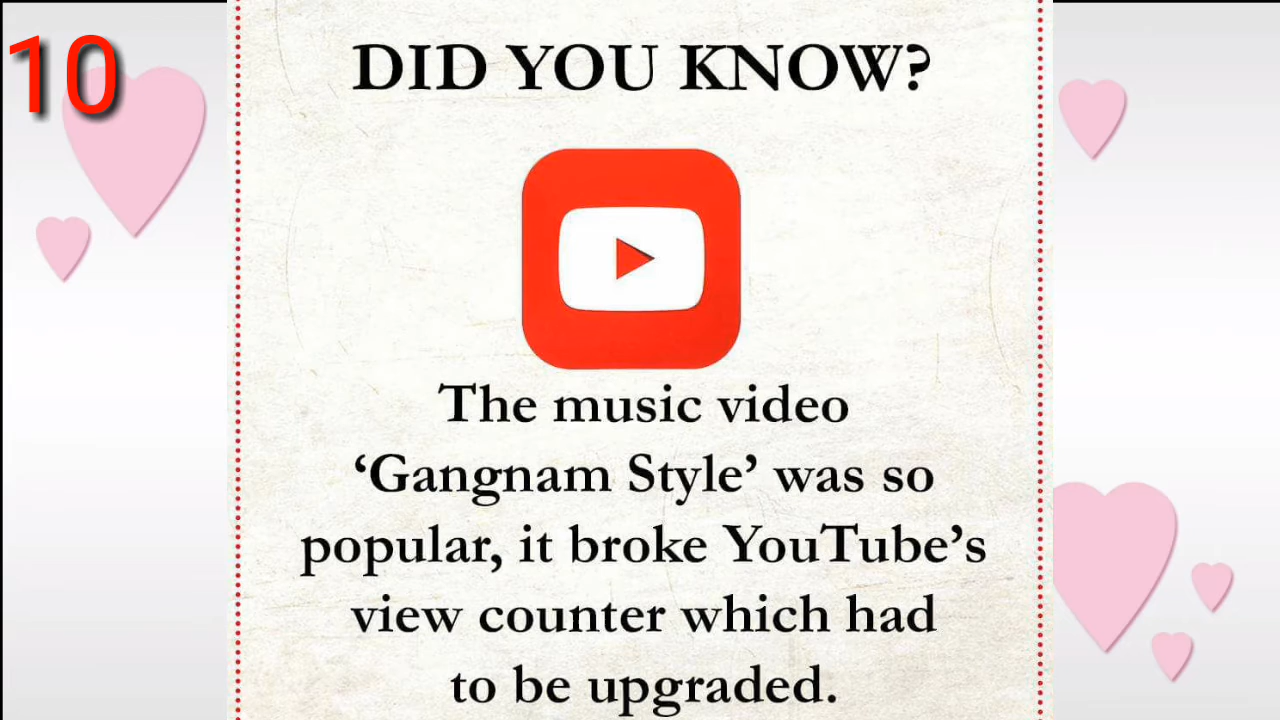 10
DID YOU KNOW?
The music video
‘Gangnam Style’ was so
popular, it broke YouTube’s
view counter which had
to be upgraded.